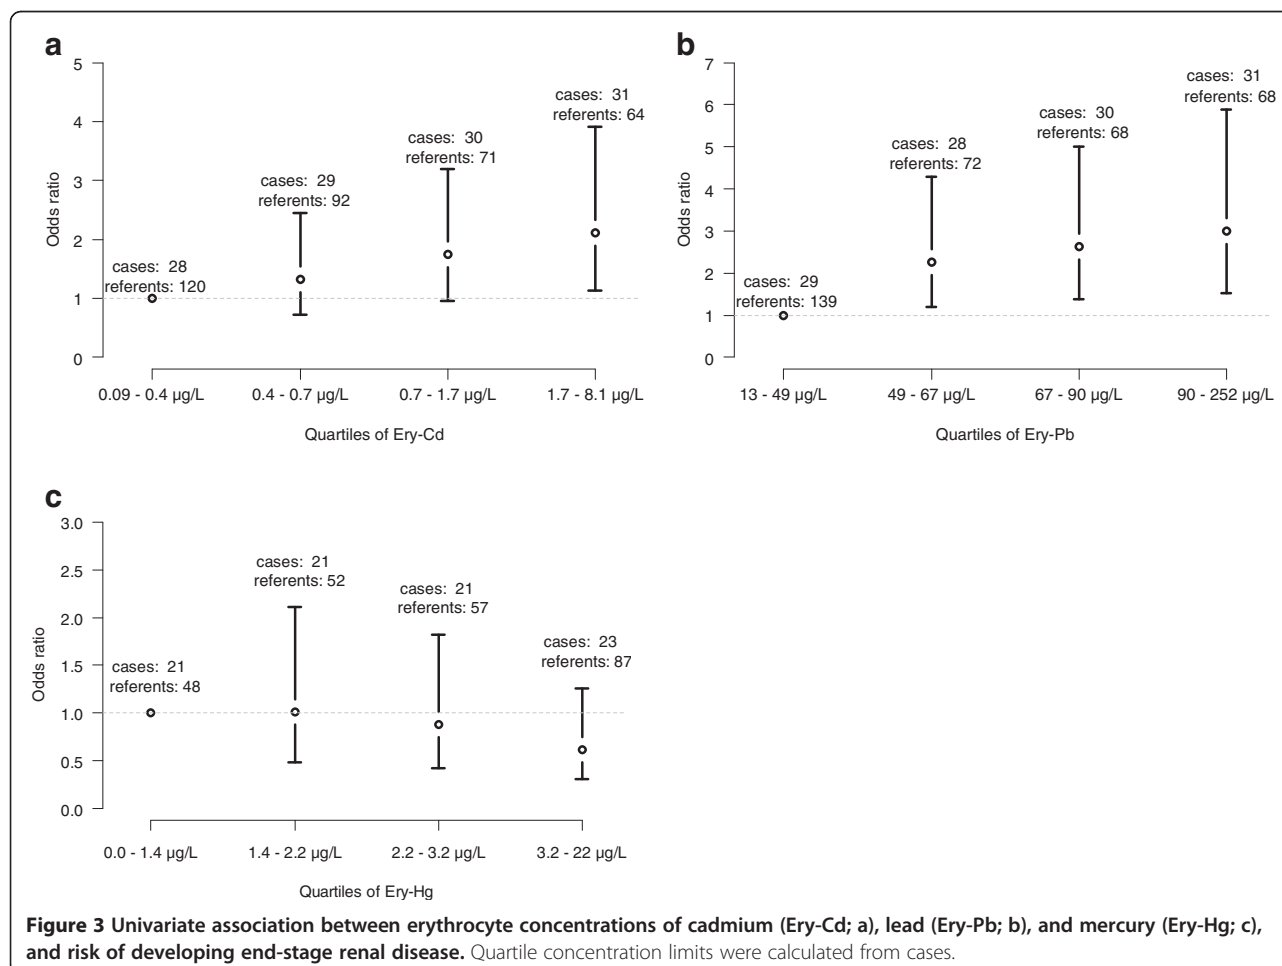 a
5
4
3
2
1
0
Odds ratio
cases: 28
referents: 120
cases: 29
referents: 92
cases: 30
referents: 71
cases: 31
referents: 64
0.09 - 0.4 µg/L
0.4 - 0.7 µg/L
0.7 - 1.7 µg/L
1.7 - 8.1 µg/L
Quartiles of Ery-Cd
b
7
6
5
4
3
2
1
0
Odds ratio
cases: 29
referents: 139
cases: 28
referents: 72
cases: 30
referents: 68
cases: 31
referents: 68
13 - 49 µg/L
49 - 67 µg/L
67 - 90 µg/L
90 - 252 µg/L
Quartiles of Ery-Pb
c
3.0
2.5
2.0
1.5
1.0
0.5
0.0
Odds ratio
cases: 21
referents: 48
cases: 21
referents: 52
cases: 21
referents: 57
cases: 23
referents: 87
0.0 - 1.4 µg/L
1.4 - 2.2 µg/L
2.2 - 3.2 µg/L
3.2 - 22 µg/L
Quartiles of Ery-Hg
Figure 3 Univariate association between erythrocyte concentrations of cadmium (Ery-Cd; a), lead (Ery-Pb; b), and mercury (Ery-Hg; c),
and risk of developing end-stage renal disease. Quartile concentration limits were calculated from cases.